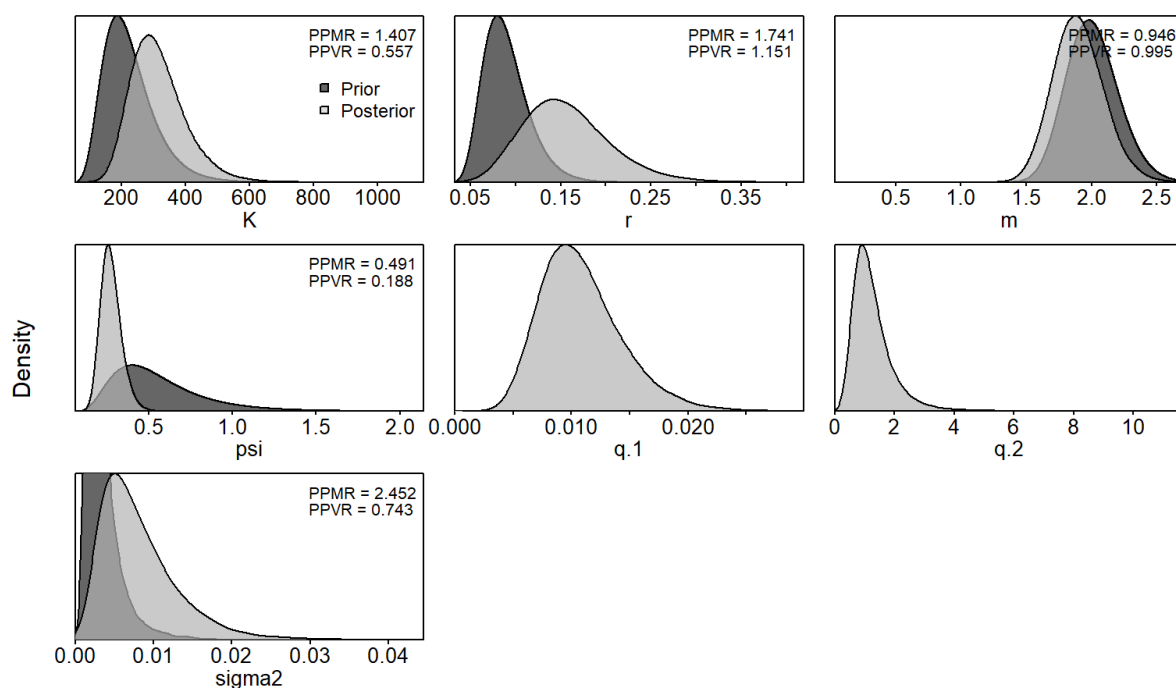 PPMR = 1.407
PPVR = 0.557
Prior
Posterior
200 400 600 800 1000
K
PPMR = 1.741
PPVR = 1.151
0.05 0.15 0.25 0.35
r
PPMR = 0.946
PPVR = 0.995
0.5 1.0 1.5 2.0 2.5
m
Density
PPMR = 0.491
PPVR = 0.188
0.5 1.0 1.5 2.0
psi
0.000 0.010 0.020
q.1
0 2 4 6 8 10
q.2
PPMR = 2.452
PPVR = 0.743
0.00 0.01 0.02 0.03 0.04
sigma2